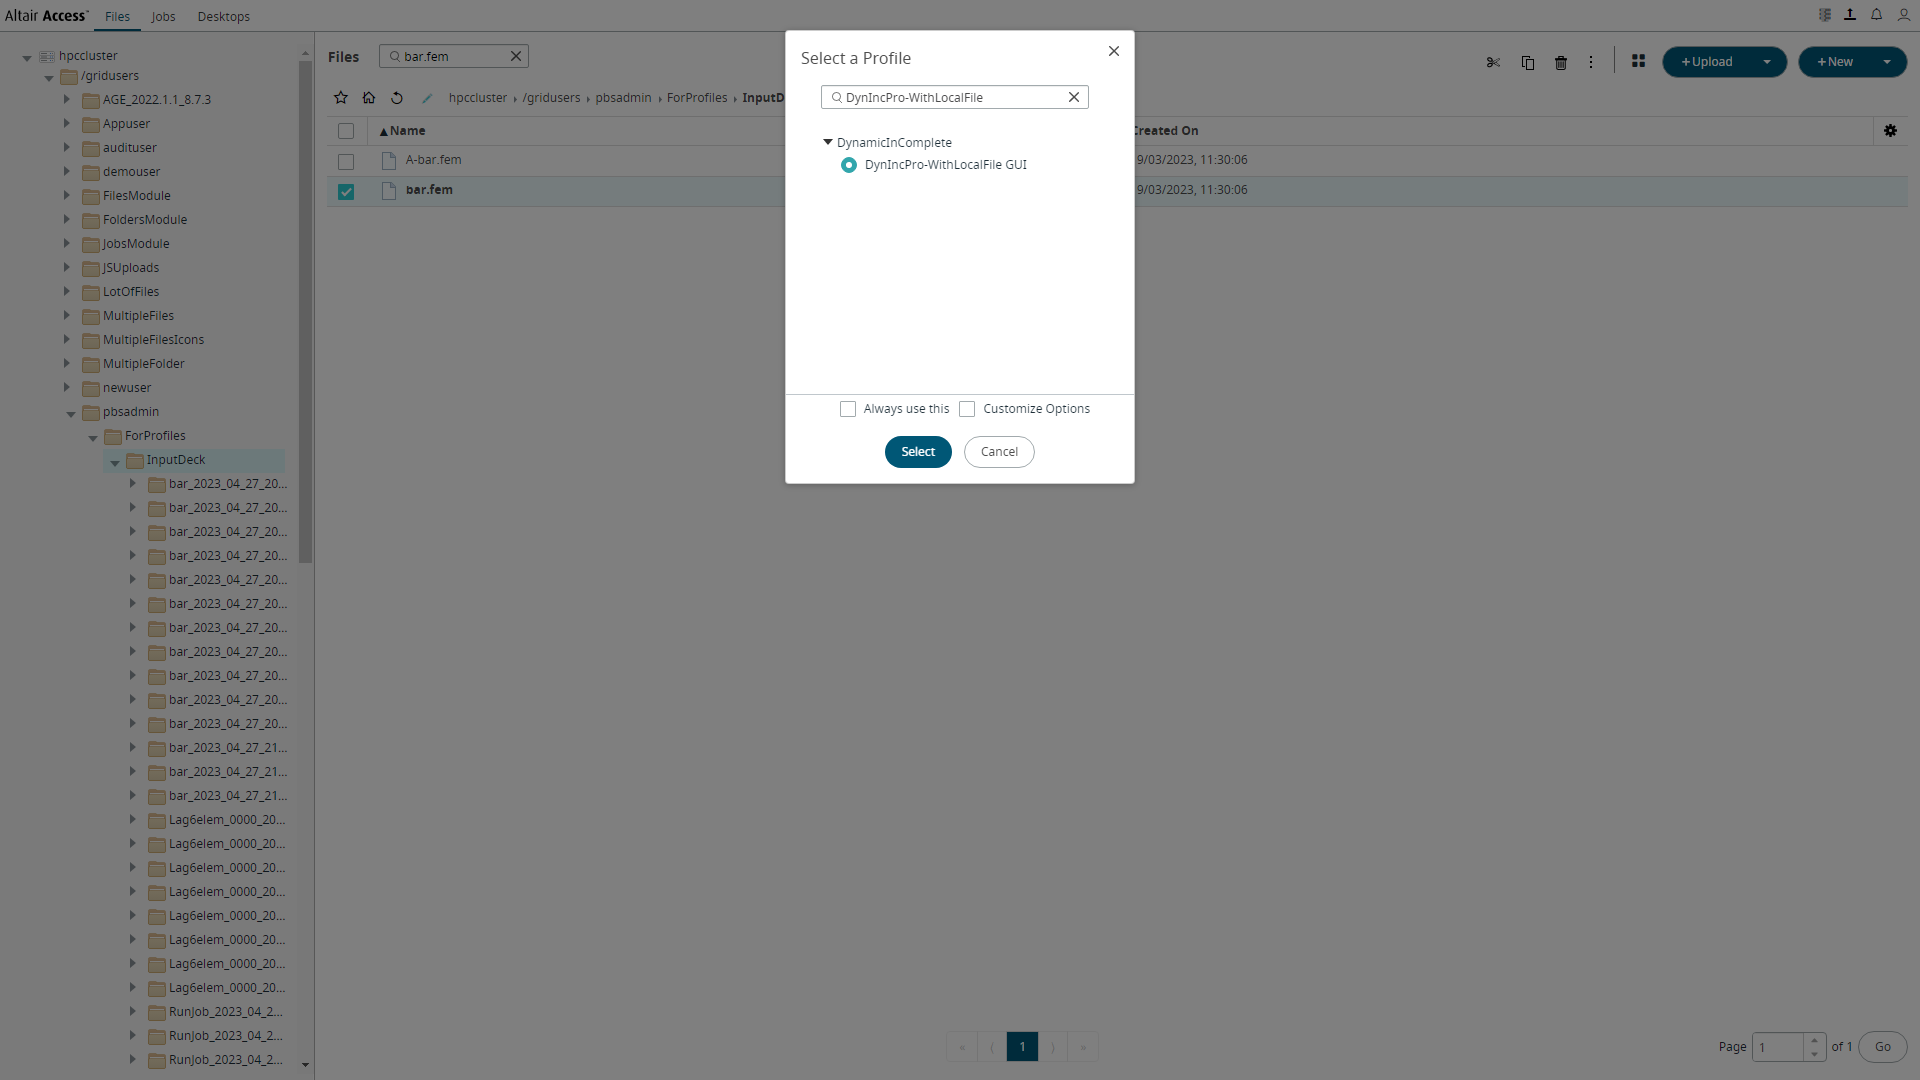 Altair Access™ Files Jobs Desktops
hpccluster
/gridusers
AGE_2022.1.1_8.7.3
Appuser
audituser
demouser
FilesModule
FoldersModule
JobsModule
JSUploads
LotOfFiles
MultipleFiles
MultipleFilesIcons
MultipleFolder
newuser
pbsadmin
ForProfiles
InputDeck
bar_2023_04_27_20...
bar_2023_04_27_20...
bar_2023_04_27_20...
bar_2023_04_27_20...
bar_2023_04_27_20...
bar_2023_04_27_20...
bar_2023_04_27_20...
bar_2023_04_27_20...
bar_2023_04_27_20...
bar_2023_04_27_20...
bar_2023_04_27_20...
bar_2023_04_27_21...
bar_2023_04_27_21...
bar_2023_04_27_21...
Lag6elem_0000_20...
Lag6elem_0000_20...
Lag6elem_0000_20...
Lag6elem_0000_20...
Lag6elem_0000_20...
Lag6elem_0000_20...
Lag6elem_0000_20...
Lag6elem_0000_20...
RunJob_2023_04_2...
RunJob_2023_04_2...
RunJob_2023_04_2...
Files bar.fem
+Upload +New
hpccluster › /gridusers › pbsadmin › ForProfiles › InputD
Name Created On
A-bar.fem 9/03/2023, 11:30:06
bar.fem 9/03/2023, 11:30:06
Select a Profile
DynIncPro-WithLocalFile
DynamicInComplete
DynIncPro-WithLocalFile GUI
Always use this Customize Options
Select Cancel
« ⟨ 1 ⟩ »
Page 1 of 1 Go